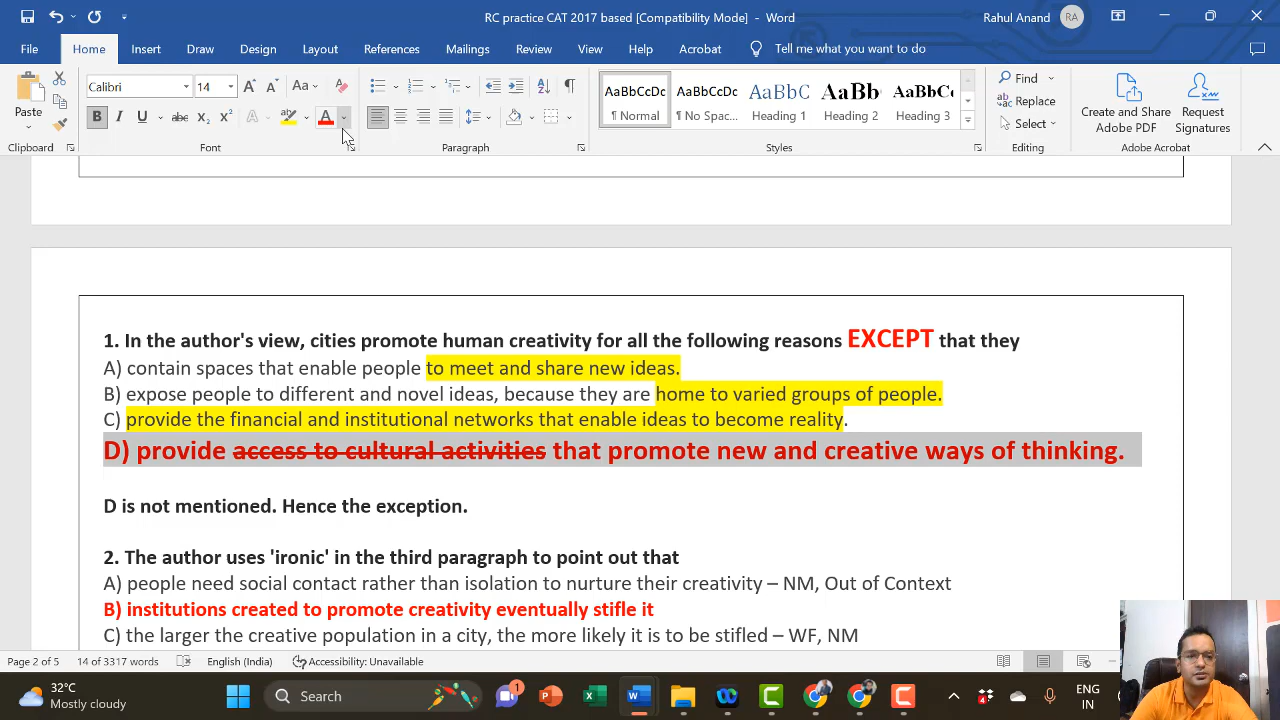 RC practice CAT 2017 based [Compatibility Mode] - Word
Rahul Anand RA
File Home Insert Draw Design Layout References Mailings Review View Help Acrobat Tell me what you want to do
Calibri 14 Aa
Paste
B I U abc x₂ x² A A
AaBbCcDc AaBbCcDc AaBbC AaBb( AaBbCc
¶ Normal ¶ No Spac... Heading 1 Heading 2 Heading 3
Find
Replace
Select
Create and Share Adobe PDF
Request Signatures
Clipboard Font Paragraph Styles Editing Adobe Acrobat
1. In the author's view, cities promote human creativity for all the following reasons EXCEPT that they
A) contain spaces that enable people to meet and share new ideas.
B) expose people to different and novel ideas, because they are home to varied groups of people.
C) provide the financial and institutional networks that enable ideas to become reality.
D) provide access to cultural activities that promote new and creative ways of thinking.
D is not mentioned. Hence the exception.
2. The author uses 'ironic' in the third paragraph to point out that
A) people need social contact rather than isolation to nurture their creativity – NM, Out of Context
B) institutions created to promote creativity eventually stifle it
C) the larger the creative population in a city, the more likely it is to be stifled – WF, NM
Page 2 of 5 14 of 3317 words English (India) Accessibility: Unavailable
32°C
Mostly cloudy
Search
1
4
ENG
IN